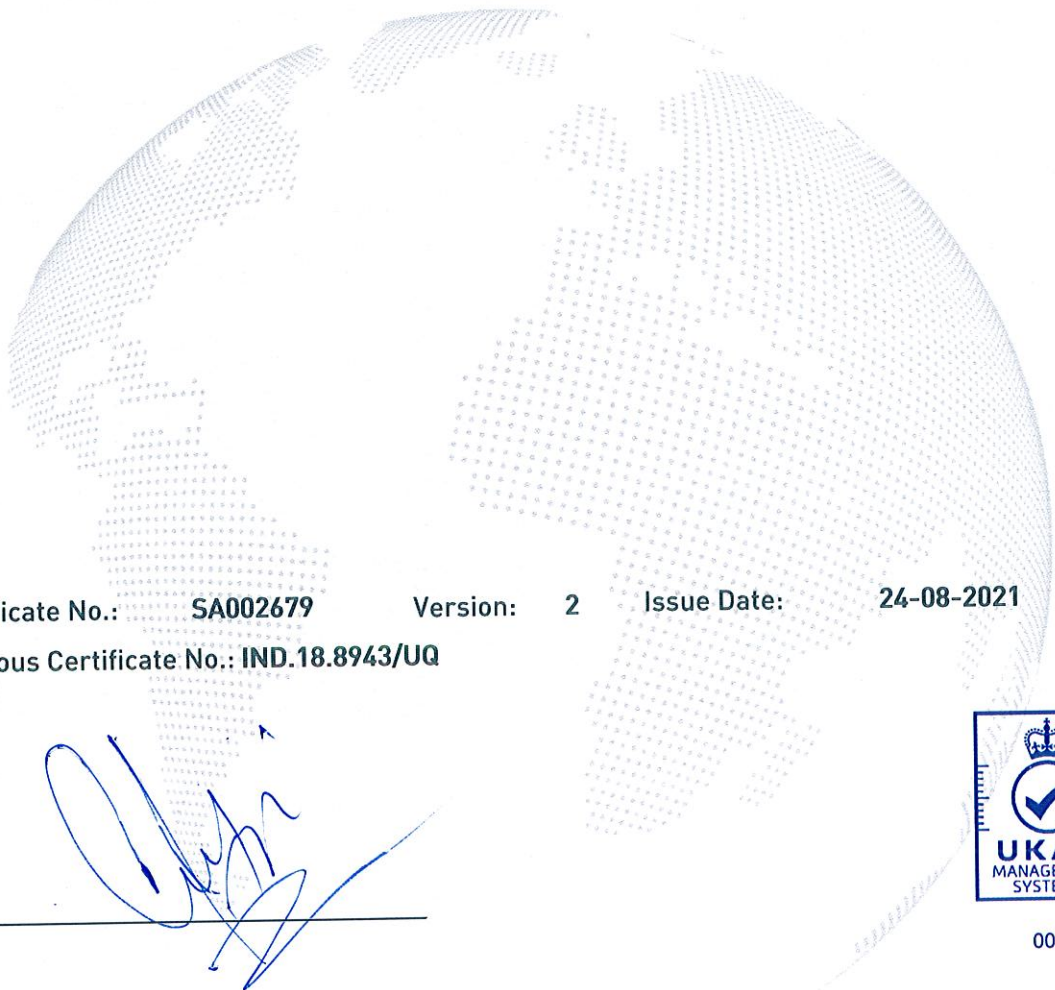 icate No.: SA002679 Version: 2 Issue Date: 24-08-2021
ous Certificate No.: IND.18.8943/UQ
UKA
MANAGE
SYSTE
00